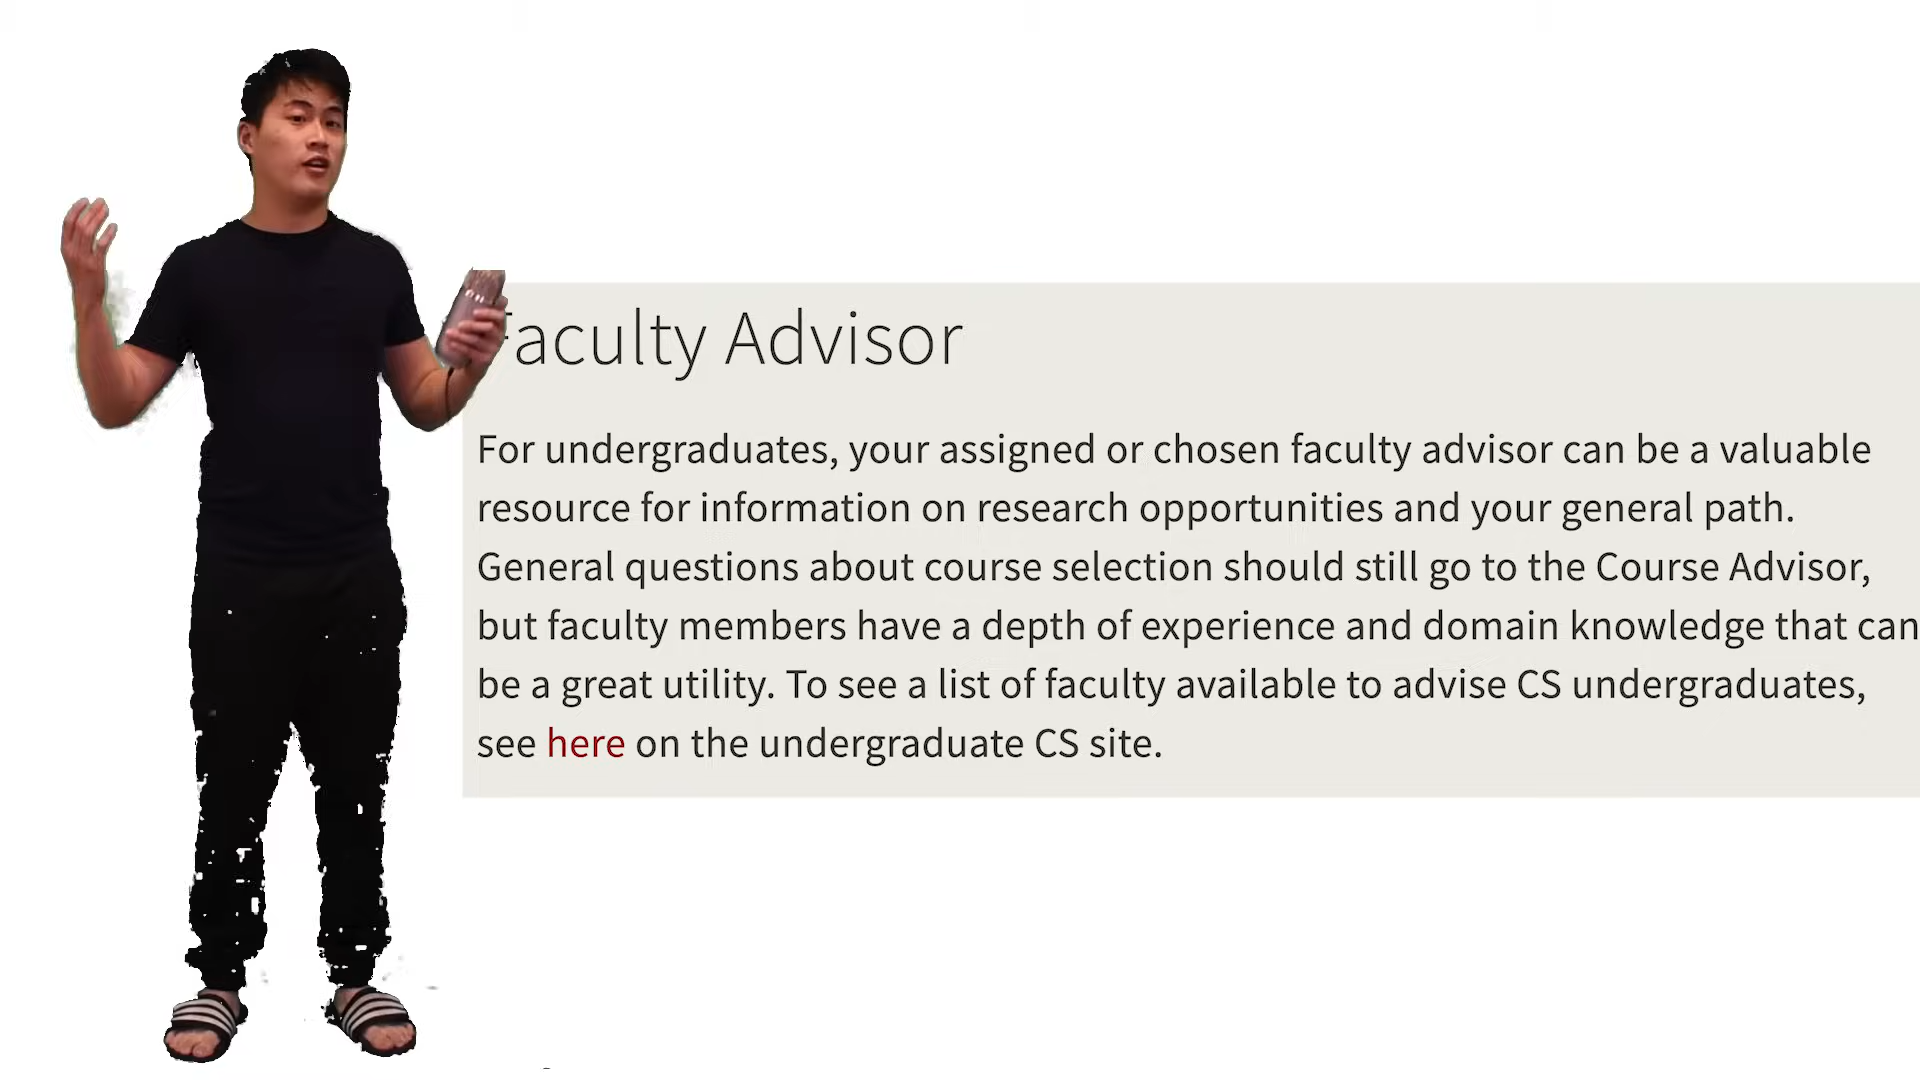 Faculty Advisor
For undergraduates, your assigned or chosen faculty advisor can be a valuable
resource for information on research opportunities and your general path.
General questions about course selection should still go to the Course Advisor,
but faculty members have a depth of experience and domain knowledge that can
be a great utility. To see a list of faculty available to advise CS undergraduates,
see here on the undergraduate CS site.